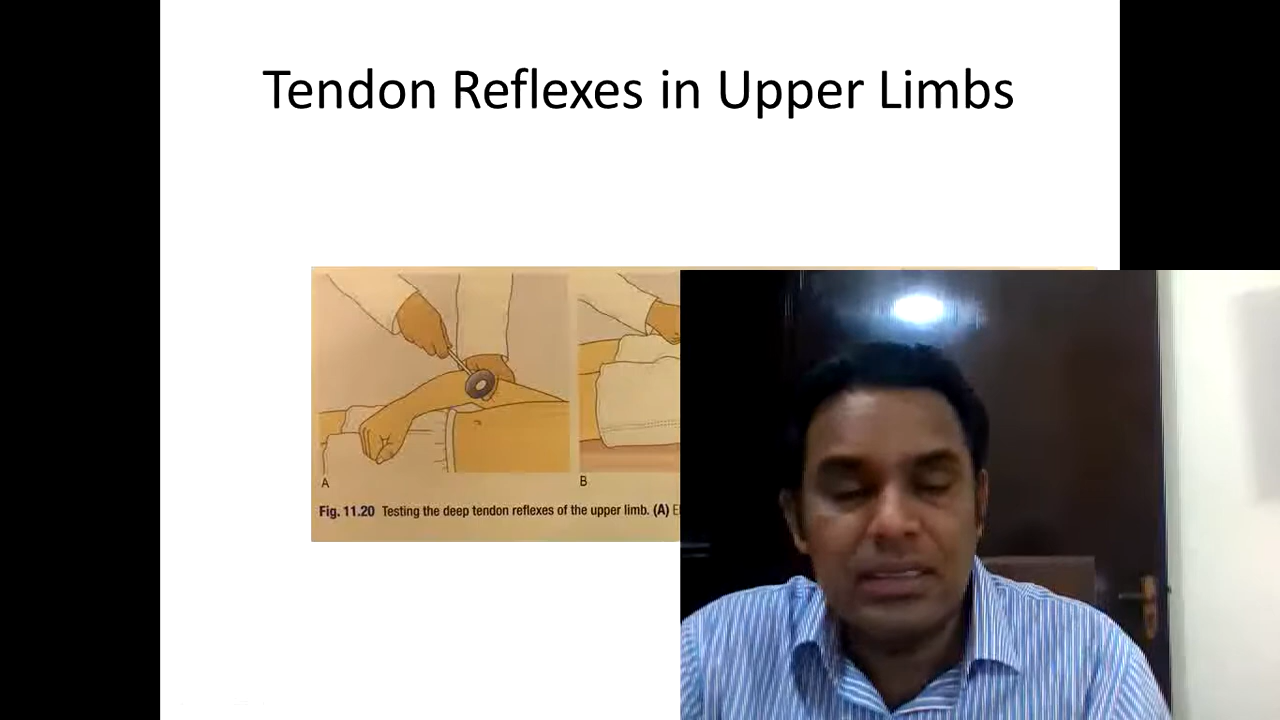 Tendon Reflexes in Upper Limbs
A
B
Fig. 11.20 Testing the deep tendon reflexes of the upper limb. (A)